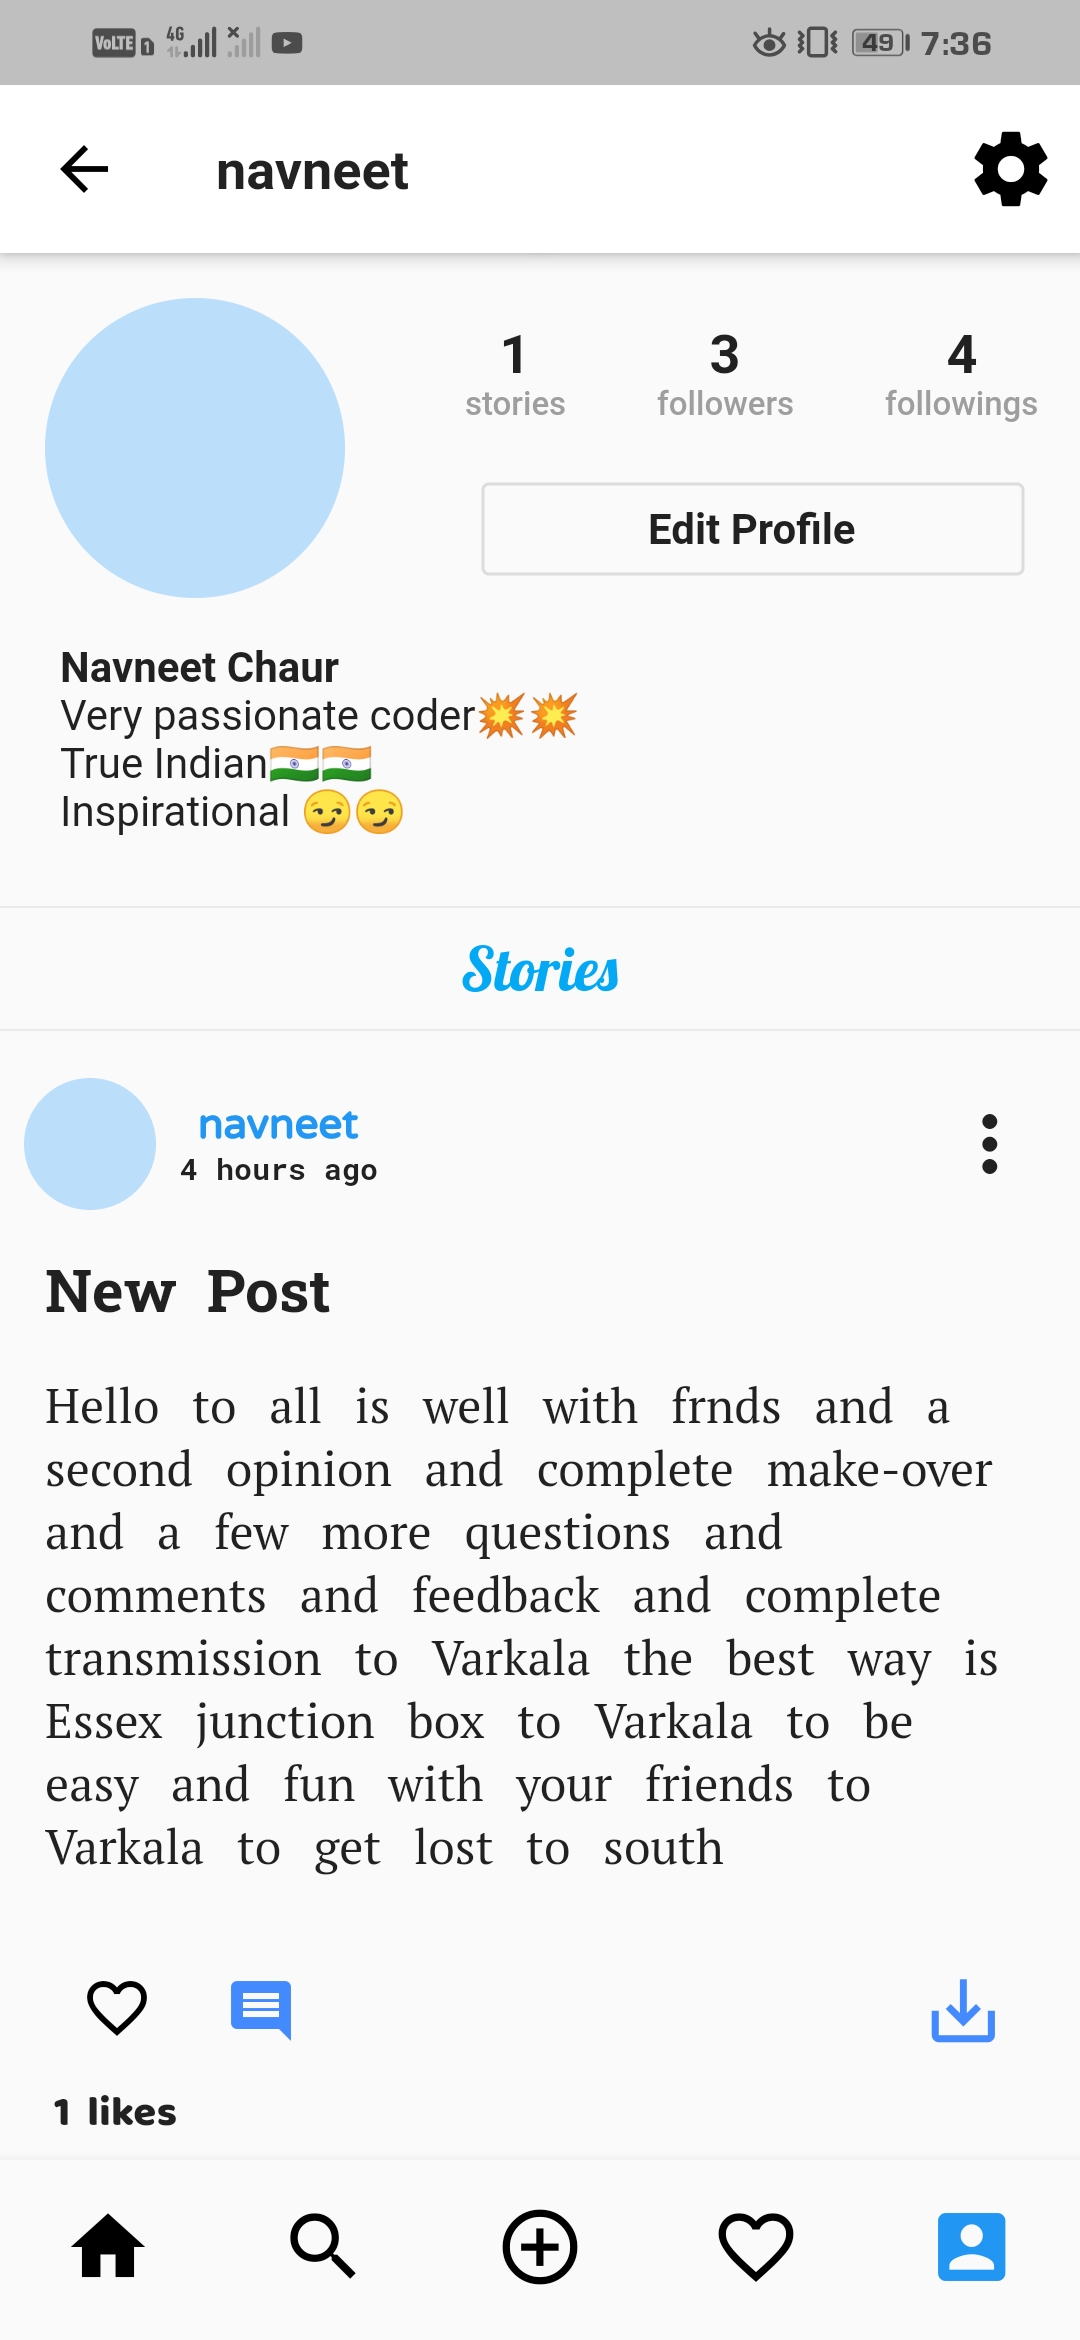 VoLTE 1 4G 49 7:36
navneet
1 3 4
stories followers followings
Edit Profile
Navneet Chaur
Very passionate coder💥💥
True Indian🇮🇳🇮🇳
Inspirational 😏😏
Stories
navneet
4 hours ago
New Post
Hello to all is well with frnds and a
second opinion and complete make-over
and a few more questions and
comments and feedback and complete
transmission to Varkala the best way is
Essex junction box to Varkala to be
easy and fun with your friends to
Varkala to get lost to south
1 likes